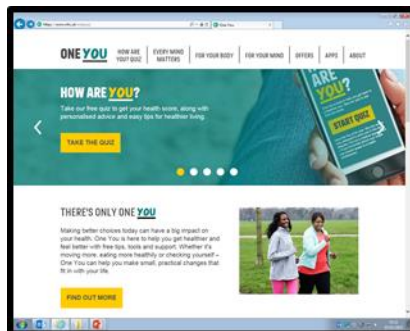 One You
ONE YOU
HOW ARE YOU? QUIZ
EVERY MIND MATTERS
FOR YOUR BODY
FOR YOUR MIND
OFFERS
APPS
ABOUT
HOW ARE YOU?
Take our free quiz to get your health score, along with
personalised advice and easy tips for healthier living.
TAKE THE QUIZ
ARE
YOU?
START QUIZ
THERE'S ONLY ONE YOU
Making better choices today can have a big impact on
your health. One You is here to help you get healthier and
feel better with free tips, tools and support. Whether it's
moving more, eating more healthily or checking yourself –
One You can help you make small, practical changes that
fit in with your life.
FIND OUT MORE